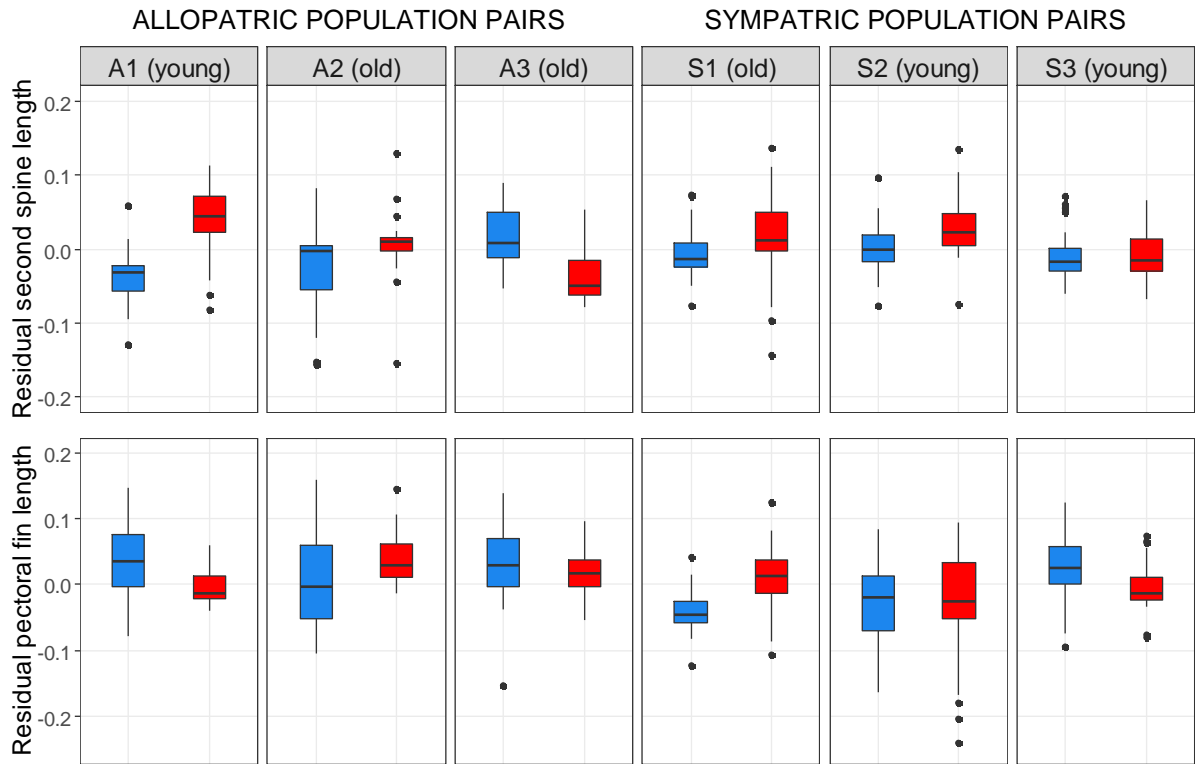 ALLOPATRIC POPULATION PAIRS SYMPATRIC POPULATION PAIRS
A1 (young) A2 (old) A3 (old) S1 (old) S2 (young) S3 (young)
Residual second spine length
0.2
0.1
0.0
-0.1
-0.2
Residual pectoral fin length
0.2
0.1
0.0
-0.1
-0.2